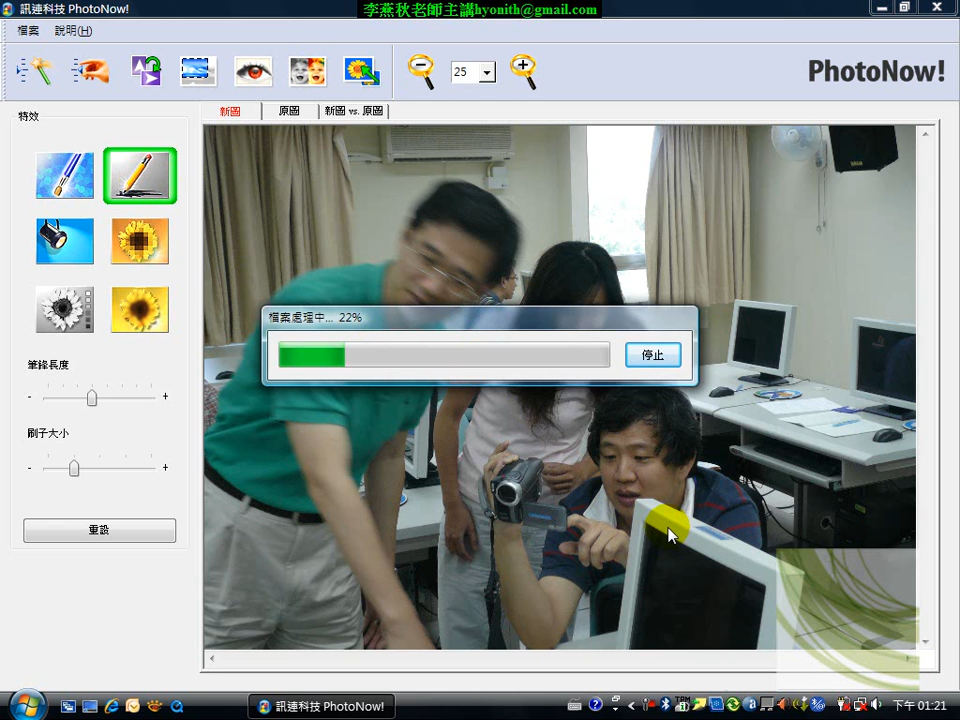 訊連科技 PhotoNow!
李燕秋老師主講hyonith@gmail.com
檔案 說明(H)
25
PhotoNow!
特效
新圖 原圖 新圖 vs. 原圖
檔案處理中... 22%
停止
筆鋒長度
- +
刷子大小
- +
重設
訊連科技 PhotoNow!
下午 01:21